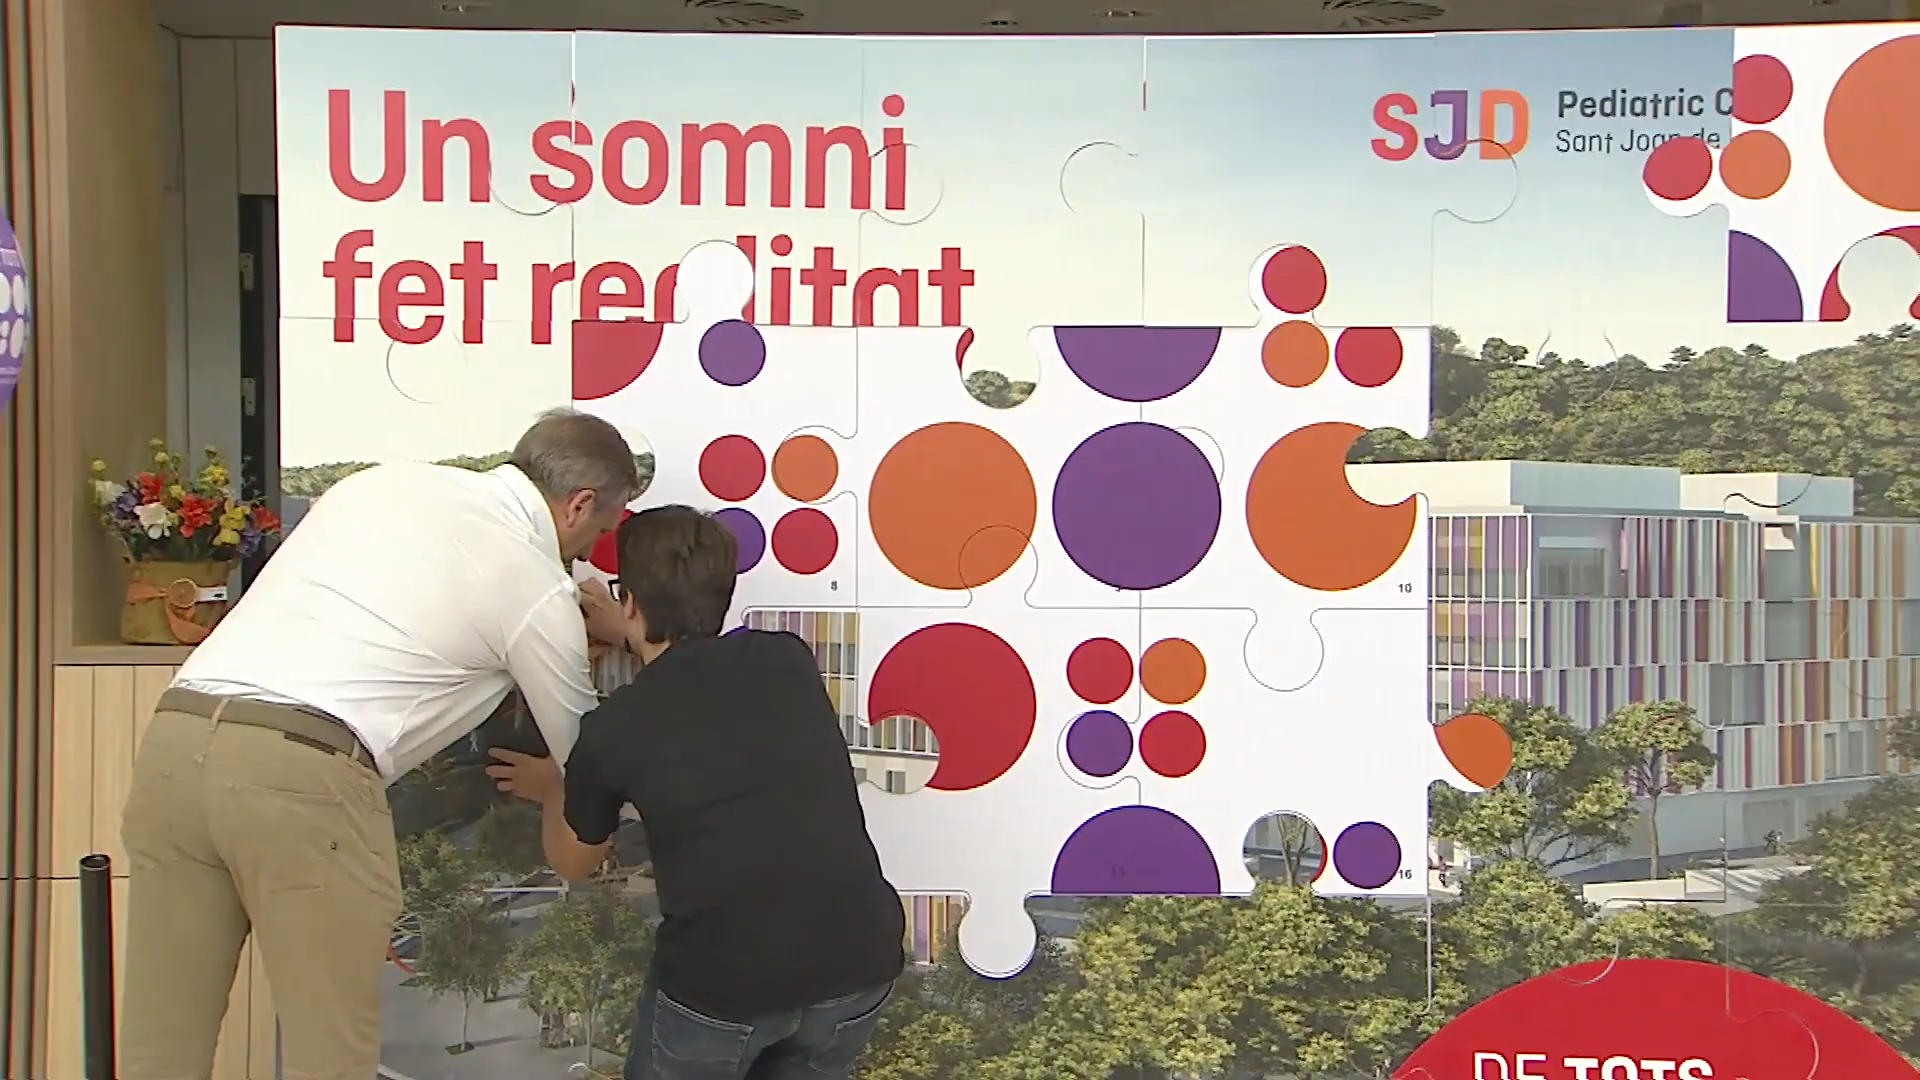 Un somni
fet realitat
SJD
Pediatric C
Sant Joan de
8
10
16
DE TOTS